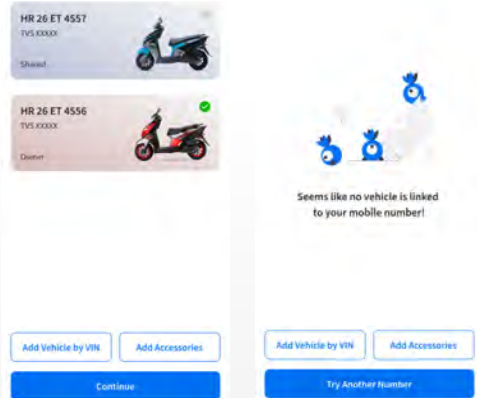 HR 26 ET 4557
TVS XXXXX
Shared
HR 26 ET 4556
TVS XXXXX
Owner
Add Vehicle by VIN
Add Accessories
Continue
Seems like no vehicle is linked
to your mobile number!
Add Vehicle by VIN
Add Accessories
Try Another Number